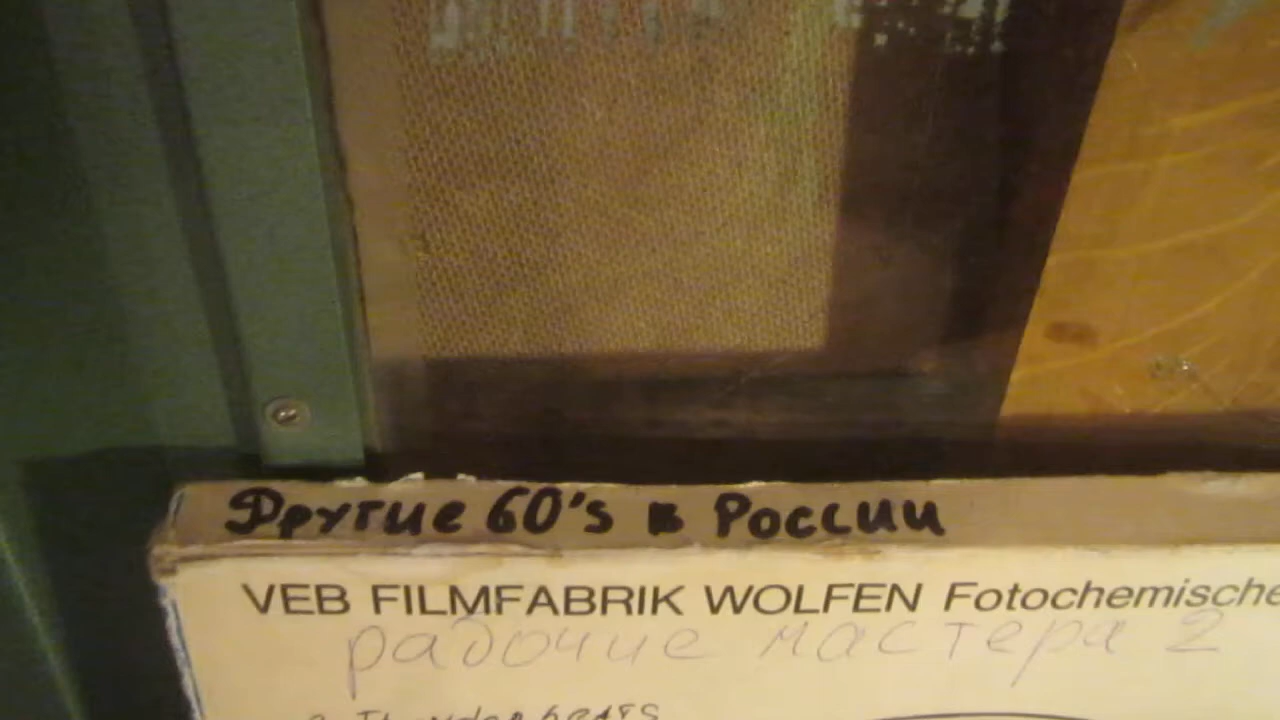 Другие 60's в России
VEB FILMFABRIK WOLFEN Fotochemische
рабочие мастера 2